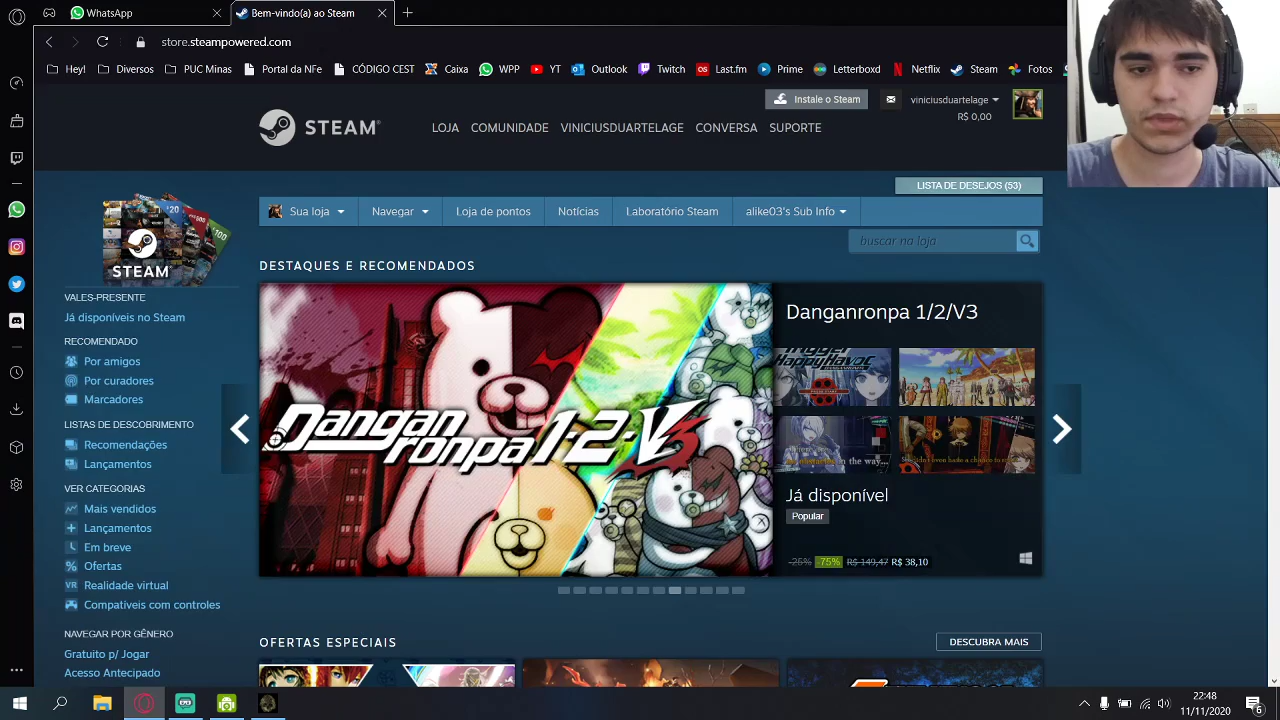 WhatsApp
Bem-vindo(a) ao Steam
store.steampowered.com
Hey!
Diversos
PUC Minas
Portal da NFe
CÓDIGO CEST
Caixa
WPP
YT
Outlook
Twitch
Last.fm
Prime
Letterboxd
Netflix
Steam
Fotos
Instale o Steam
viniciusduartelage
R$ 0,00
STEAM®
LOJA
COMUNIDADE
VINICIUSDUARTELAGE
CONVERSA
SUPORTE
LISTA DE DESEJOS (53)
Sua loja
Navegar
Loja de pontos
Notícias
Laboratório Steam
alike03's Sub Info
buscar na loja
STEAM
VALES-PRESENTE
Já disponíveis no Steam
RECOMENDADO
Por amigos
Por curadores
Marcadores
LISTAS DE DESCOBRIMENTO
Recomendações
Lançamentos
VER CATEGORIAS
Mais vendidos
Lançamentos
Em breve
Ofertas
VR Realidade virtual
Compatíveis com controles
NAVEGAR POR GÊNERO
Gratuito p/ Jogar
Acesso Antecipado
DESTAQUES E RECOMENDADOS
Dangan
ronpa 1·2·V3
Danganronpa 1/2/V3
Já disponível
Popular
-25% -75% R$ 149,47 R$ 38,10
OFERTAS ESPECIAIS
DESCUBRA MAIS
22:48
11/11/2020
6